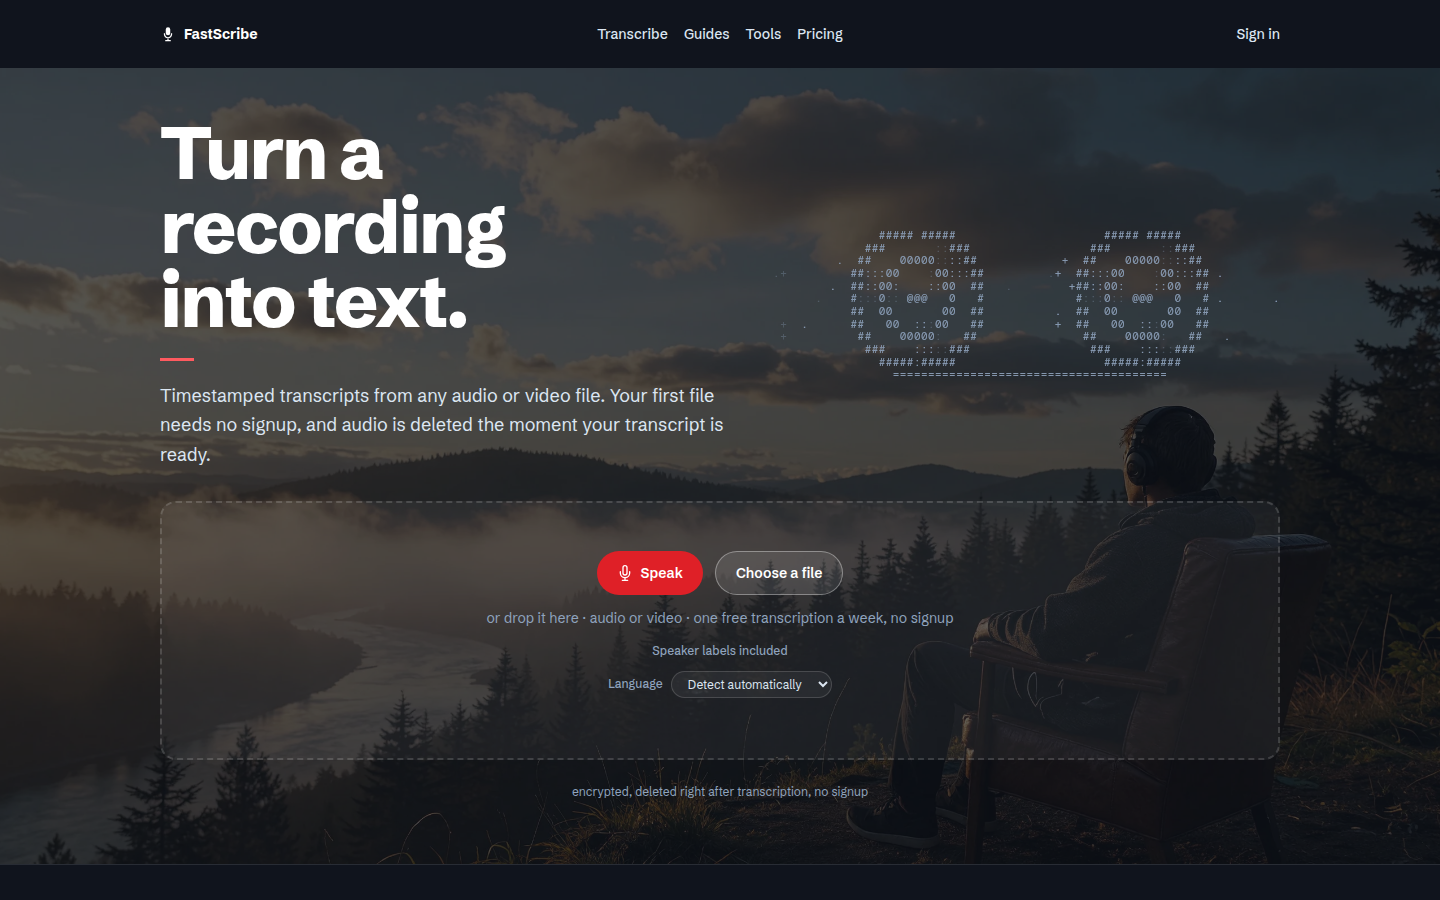 FastScribe
Transcribe Guides Tools Pricing
Sign in
Turn a
recording
into text.
Timestamped transcripts from any audio or video file. Your first file
needs no signup, and audio is deleted the moment your transcript is
ready.
Speak
Choose a file
or drop it here · audio or video · one free transcription a week, no signup
Speaker labels included
Language Detect automatically
encrypted, deleted right after transcription, no signup